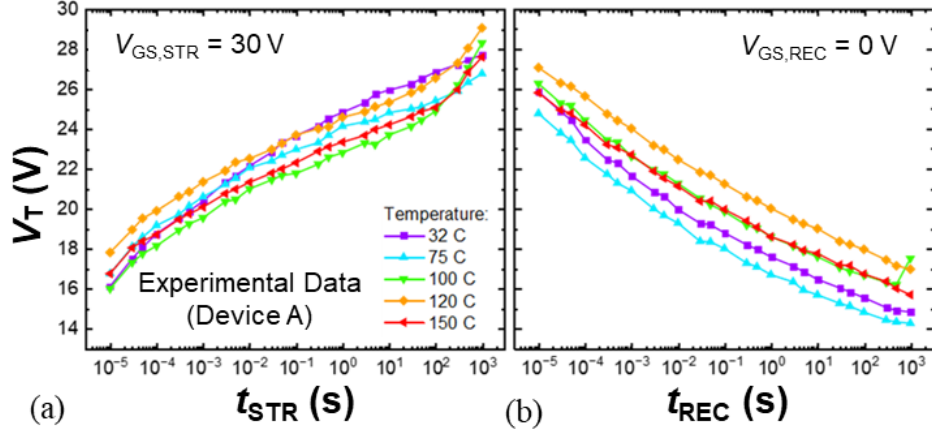 V_GS,STR = 30 V
V_GS,REC = 0 V
V_T (V)
30
28
26
24
22
20
18
16
14
Temperature:
32 C
75 C
100 C
120 C
150 C
Experimental Data
(Device A)
10^-5 10^-4 10^-3 10^-2 10^-1 10^0 10^1 10^2 10^3
10^-5 10^-4 10^-3 10^-2 10^-1 10^0 10^1 10^2 10^3
(a) t_STR (s)
(b) t_REC (s)